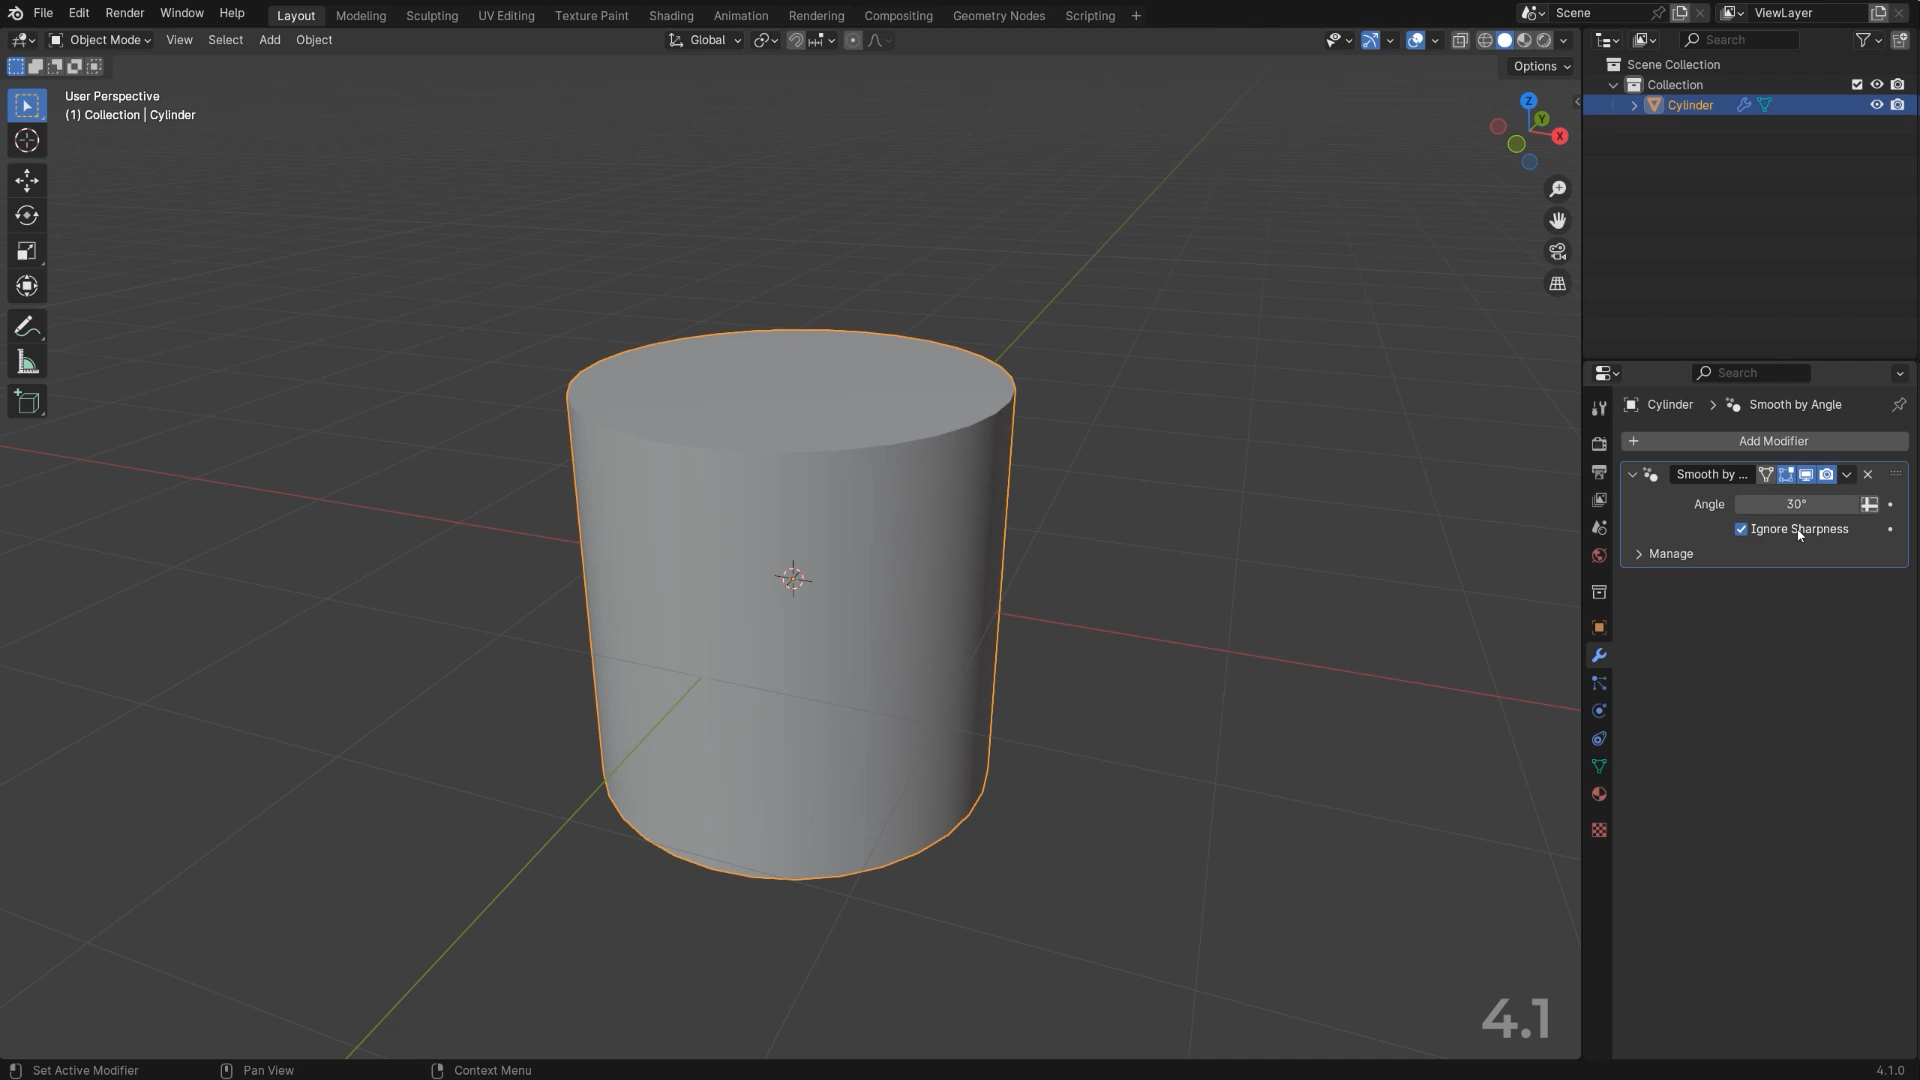 File Edit Render Window Help Layout Modeling Sculpting UV Editing Texture Paint Shading Animation Rendering Compositing Geometry Nodes Scripting + Scene ViewLayer
Object Mode View Select Add Object Global Search
Options
User Perspective
(1) Collection | Cylinder
Z
Y
X
Scene Collection
Collection
Cylinder
Search
Cylinder > Smooth by Angle
+ Add Modifier
Smooth by ...
Angle 30°
Ignore Sharpness
Manage
4.1
Set Active Modifier Pan View Context Menu 4.1.0